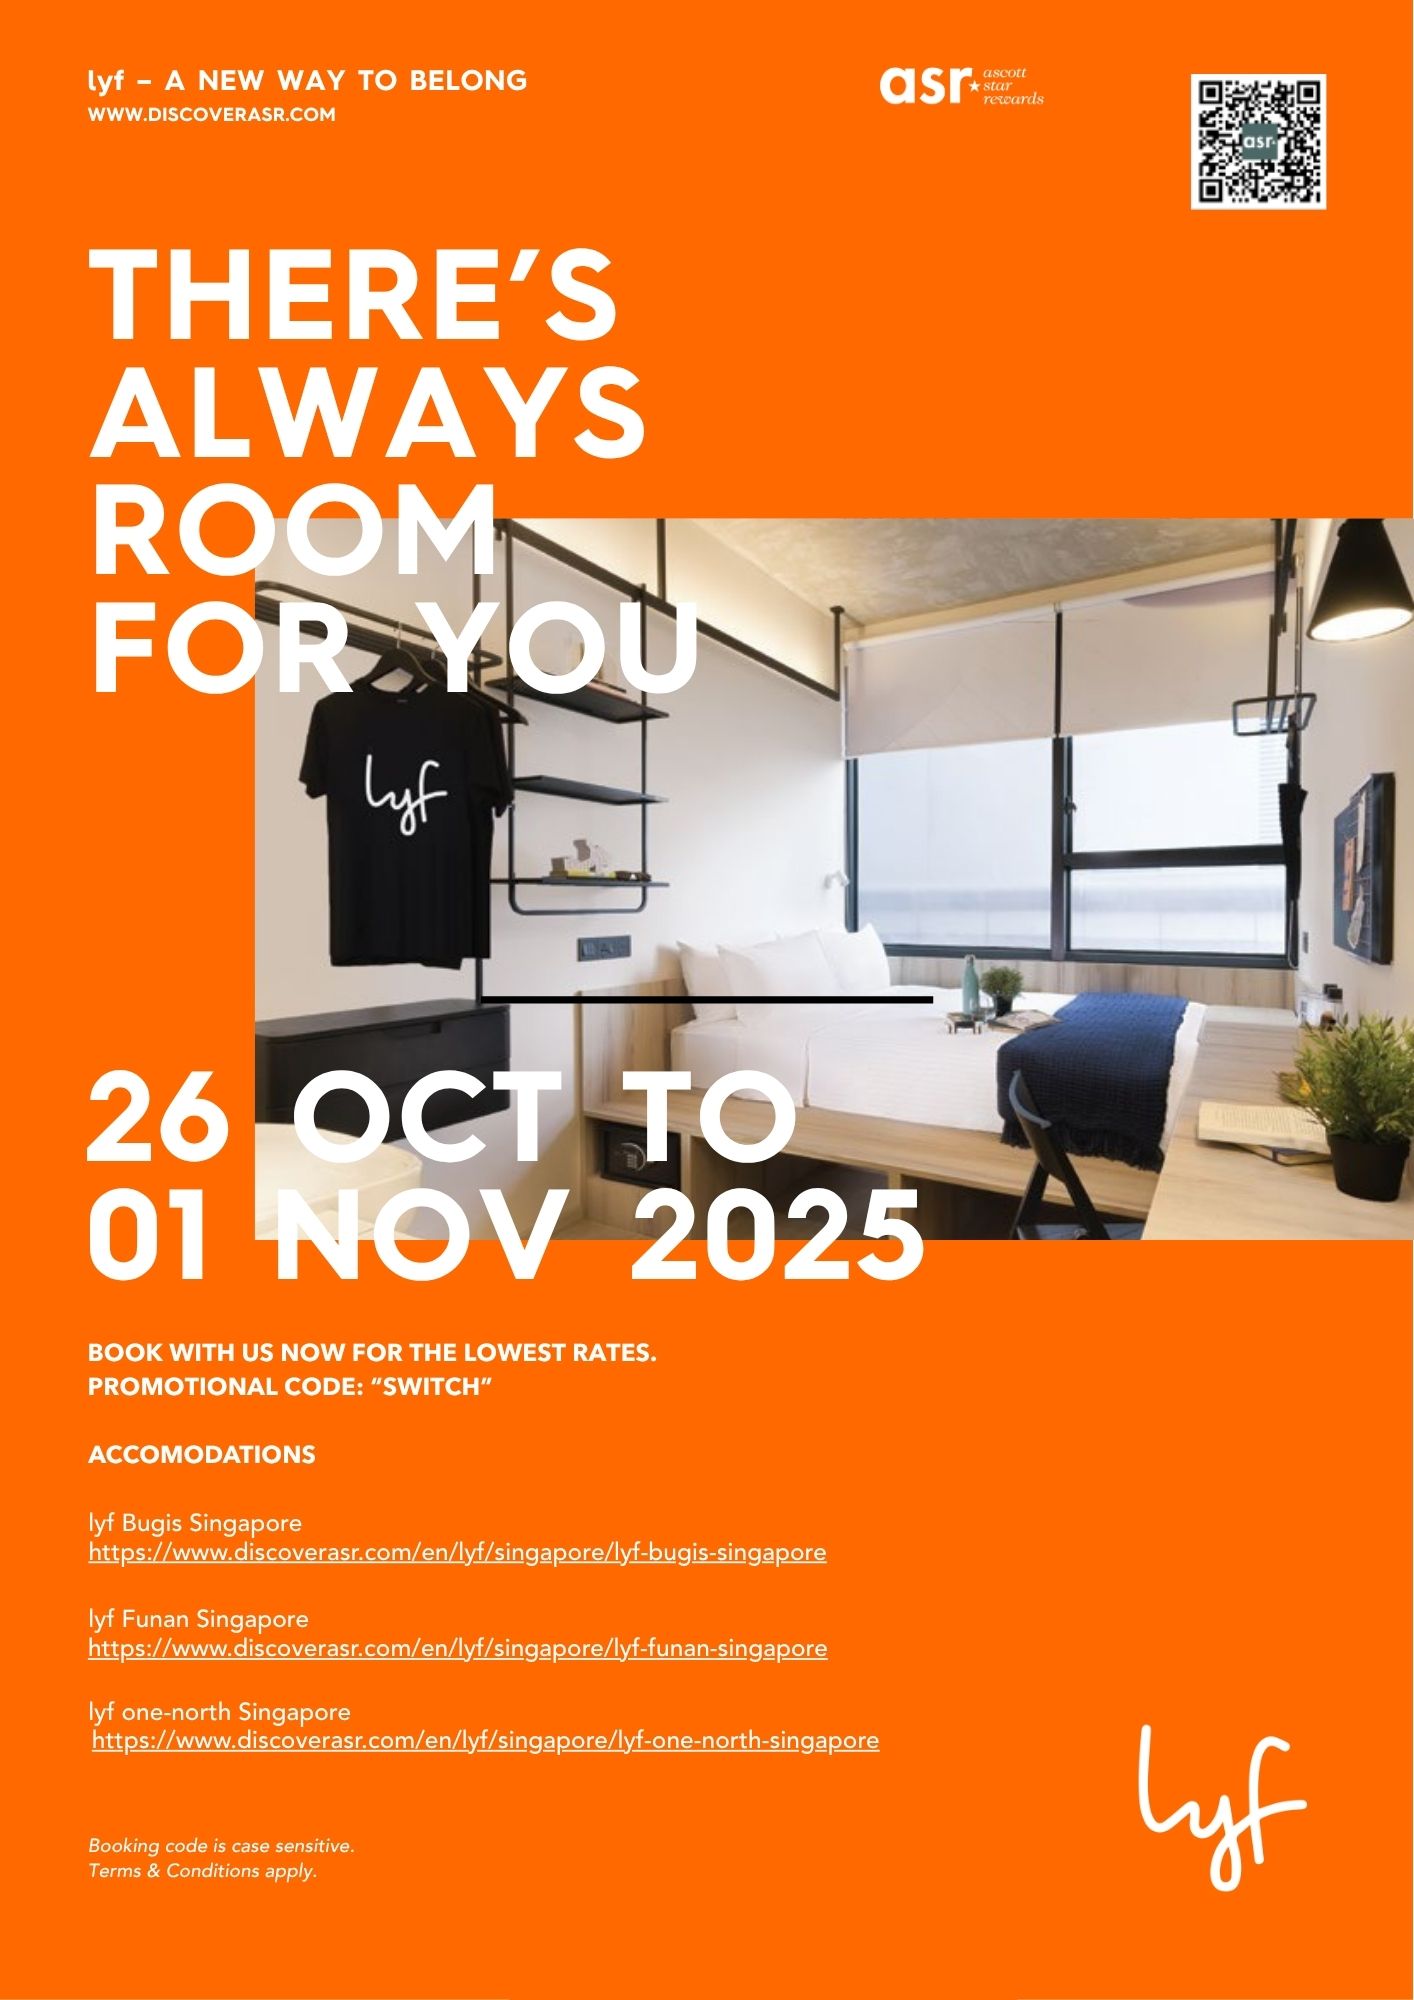 lyf – A NEW WAY TO BELONG
WWW.DISCOVERASR.COM
asr
ascott
star
rewards
asr
THERE’S
ALWAYS
ROOM
FOR YOU
lyf
26 OCT TO
01 NOV 2025
BOOK WITH US NOW FOR THE LOWEST RATES.
PROMOTIONAL CODE: “SWITCH”
ACCOMODATIONS
lyf Bugis Singapore
https://www.discoverasr.com/en/lyf/singapore/lyf-bugis-singapore
lyf Funan Singapore
https://www.discoverasr.com/en/lyf/singapore/lyf-funan-singapore
lyf one-north Singapore
https://www.discoverasr.com/en/lyf/singapore/lyf-one-north-singapore
Booking code is case sensitive.
Terms & Conditions apply.
lyf